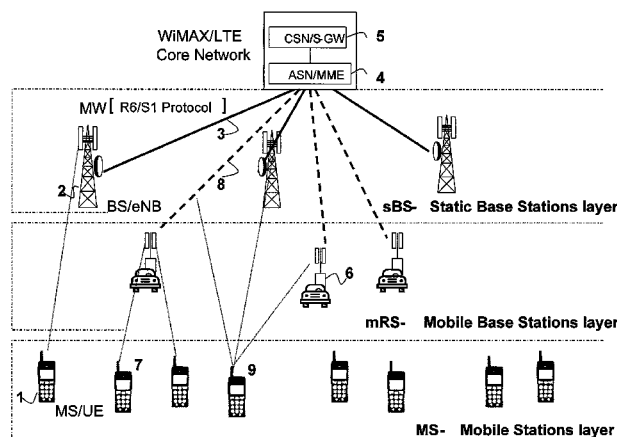 WiMAX/LTE
Core Network
CSN/S-GW
5
ASN/MME
4
MW [ R6/S1 Protocol ]
3
2
8
BS/eNB
sBS- Static Base Stations layer
6
mRS- Mobile Base Stations layer
7
9
1
MS/UE
MS- Mobile Stations layer